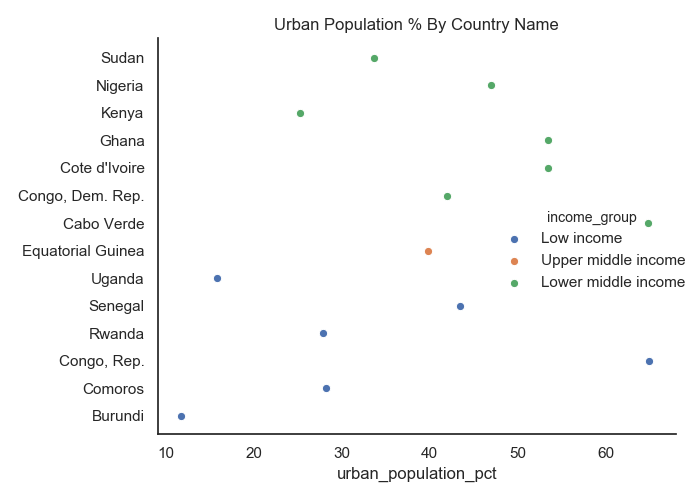 Urban Population % By Country Name
Sudan
Nigeria
Kenya
Ghana
Cote d'Ivoire
Congo, Dem. Rep.
Cabo Verde
Equatorial Guinea
Uganda
Senegal
Rwanda
Congo, Rep.
Comoros
Burundi
income_group
Low income
Upper middle income
Lower middle income
10 20 30 40 50 60
urban_population_pct